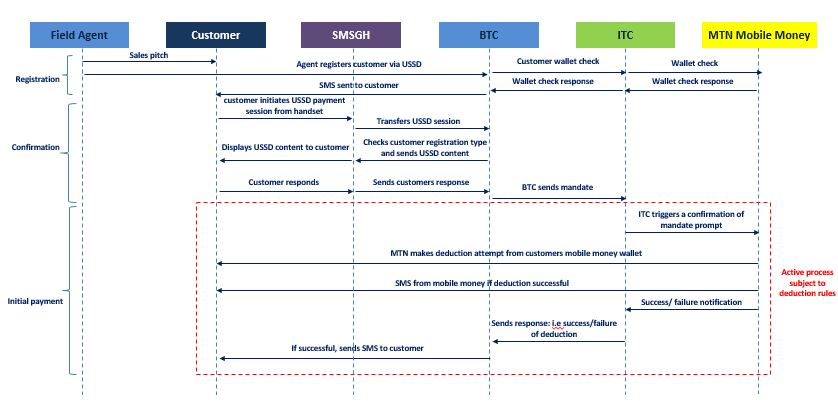 Field Agent
Customer
SMSGH
BTC
ITC
MTN Mobile Money
Registration
Sales pitch
Agent registers customer via USSD
Customer wallet check
Wallet check
SMS sent to customer
Wallet check response
Wallet check response
Confirmation
customer initiates USSD payment
session from handset
Transfers USSD session
Displays USSD content to customer
Checks customer registration type
and sends USSD content
Customer responds
Sends customers response
BTC sends mandate
Initial payment
ITC triggers a confirmation of
mandate prompt
MTN makes deduction attempt from customers mobile money wallet
SMS from mobile money if deduction successful
Active process
subject to
deduction rules
Success/ failure notification
Sends response: i.e success/failure
of deduction
If successful, sends SMS to customer